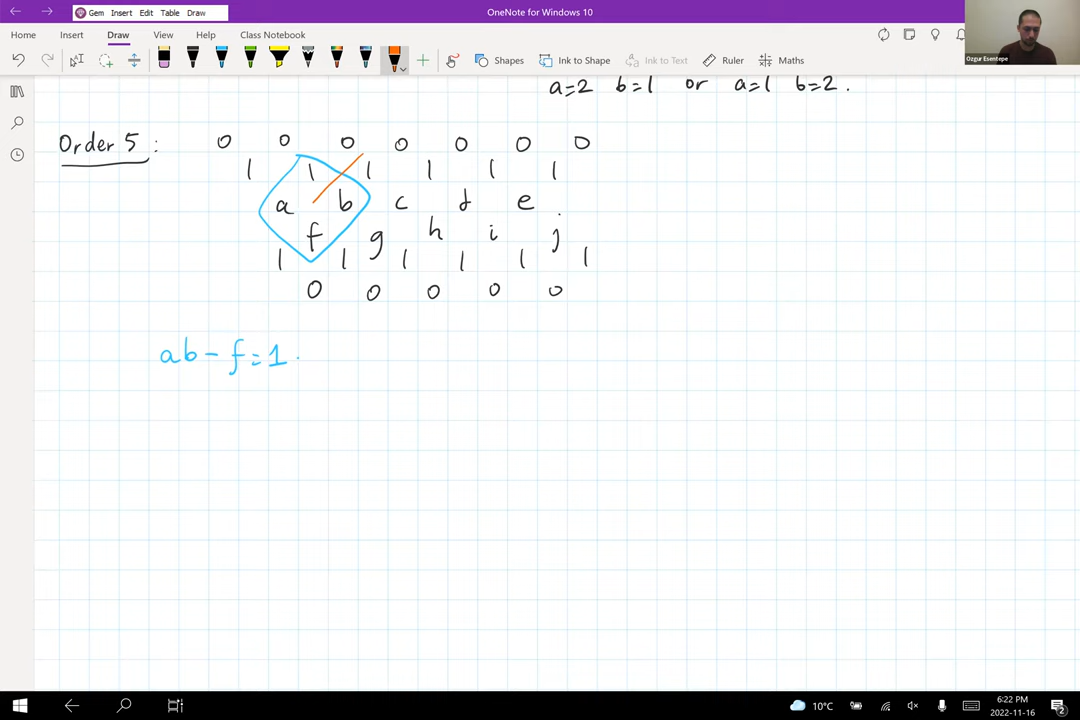 Gem Insert Edit Table Draw
OneNote for Windows 10
Home Insert Draw View Help Class Notebook
Shapes Ink to Shape Ink to Text Ruler Maths
Ozgur Esentepe
a=2 b=1 or a=1 b=2.
Order 5: 0 0 0 0 0 0 0
1 1 1 1 1 1
a b c d e
f g h i j
1 1 1 1 1 1
0 0 0 0 0
ab - f = 1.
10°C
6:22 PM
2022-11-16
2